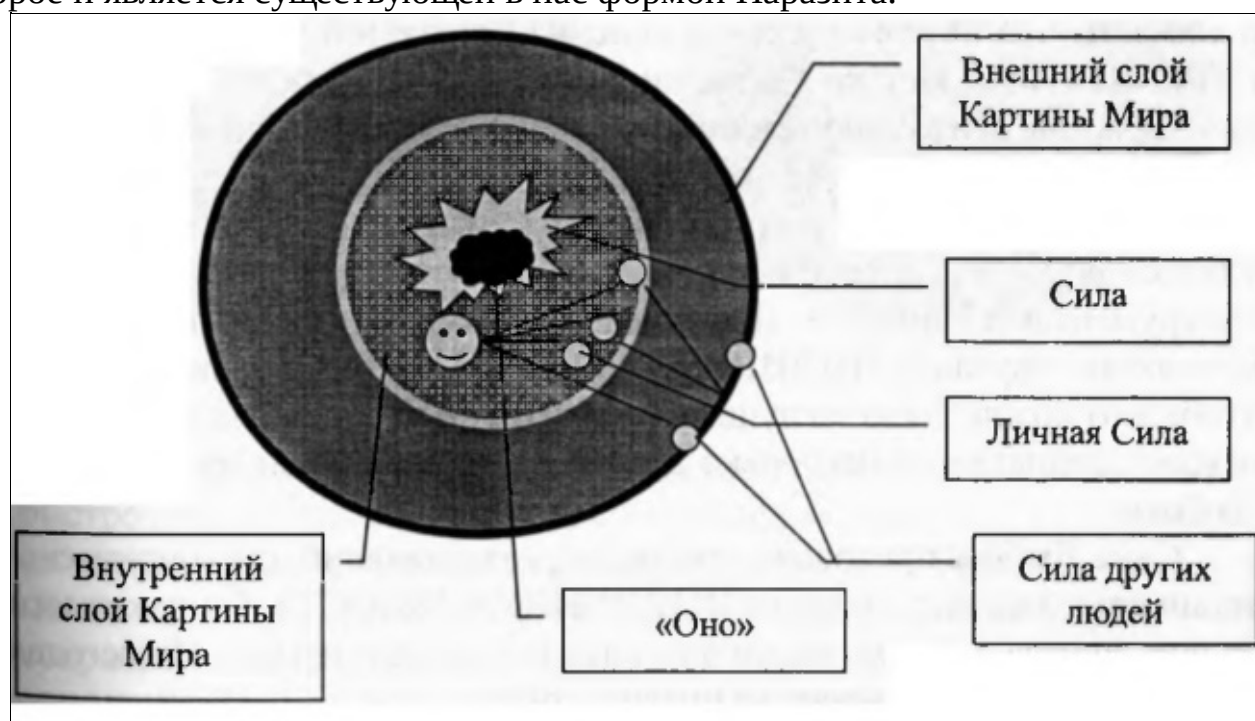 и является существующей в нас формой Паразита.
Внешний слой
Картины Мира
Сила
Личная Сила
Сила других
людей
«Оно»
Внутренний
слой Картины
Мира